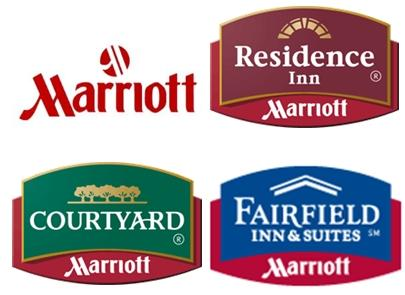 Marriott
Residence
Inn
®
Marriott
COURTYARD
®
Marriott
FAIRFIELD
INN & SUITES SM
Marriott